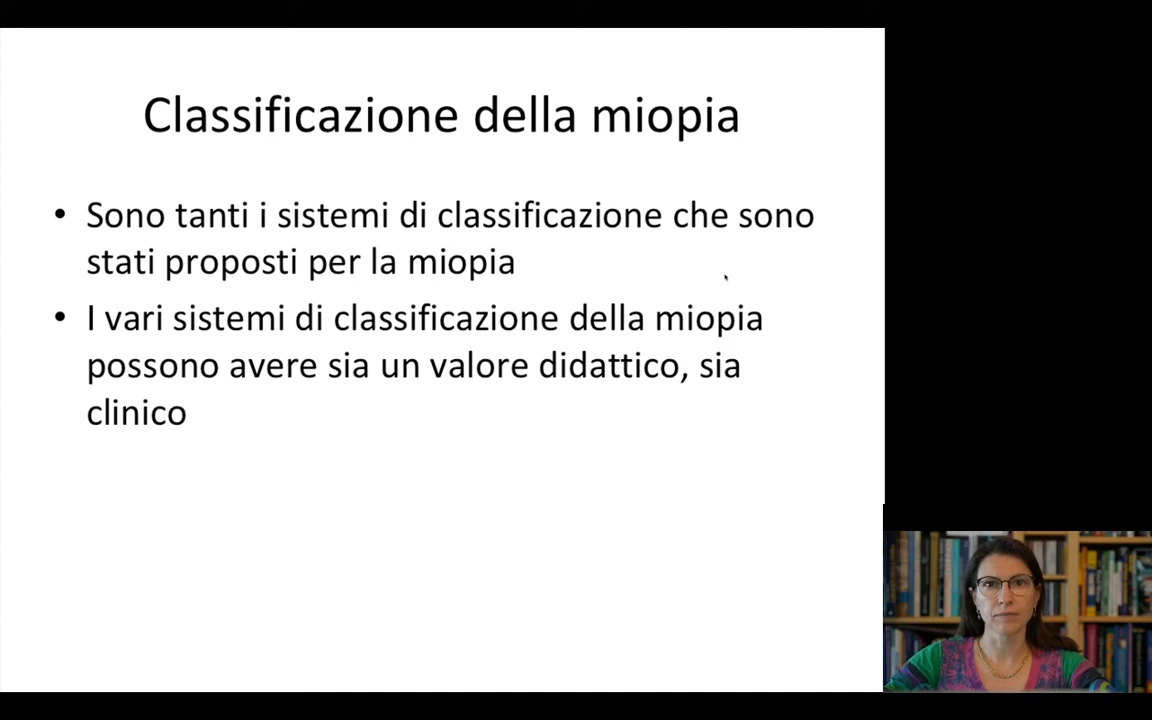 Classificazione della miopia
• Sono tanti i sistemi di classificazione che sono
stati proposti per la miopia
• I vari sistemi di classificazione della miopia
possono avere sia un valore didattico, sia
clinico